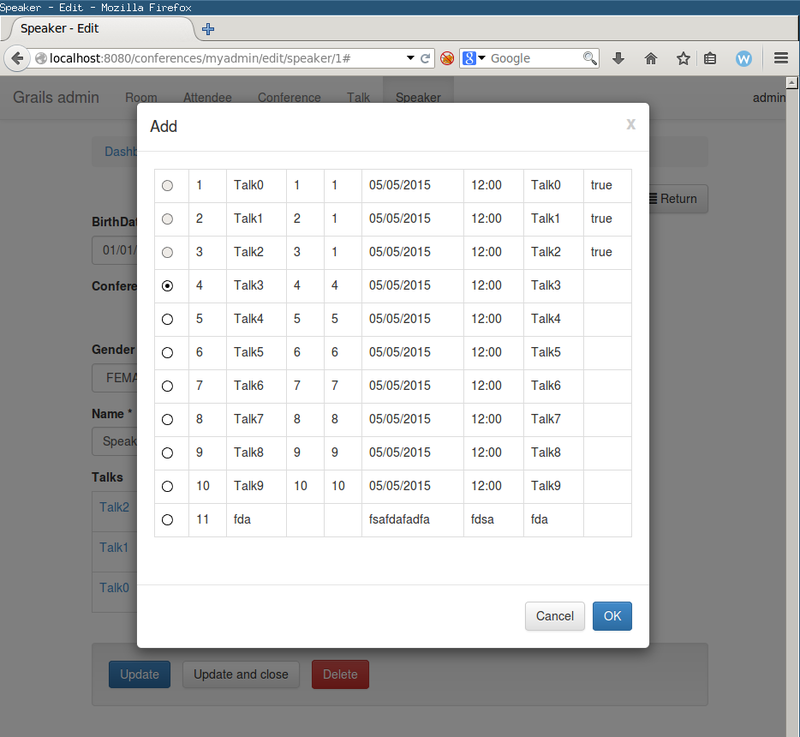 Speaker - Edit - Mozilla Firefox
Speaker - Edit
localhost:8080/conferences/myadmin/edit/speaker/1#
Google
Grails admin Room Attendee Conference Talk Speaker admin
Add x
Dashb
1 Talk0 1 1 05/05/2015 12:00 Talk0 true
Return
2 Talk1 2 1 05/05/2015 12:00 Talk1 true
BirthDat
3 Talk2 3 1 05/05/2015 12:00 Talk2 true
01/01/
4 Talk3 4 4 05/05/2015 12:00 Talk3
Confere
5 Talk4 5 5 05/05/2015 12:00 Talk4
6 Talk5 6 6 05/05/2015 12:00 Talk5
Gender
7 Talk6 7 7 05/05/2015 12:00 Talk6
FEMA
8 Talk7 8 8 05/05/2015 12:00 Talk7
Name *
9 Talk8 9 9 05/05/2015 12:00 Talk8
Speak
10 Talk9 10 10 05/05/2015 12:00 Talk9
Talks
11 fda fsafdafadfa fdsa fda
Talk2
Talk1
Talk0
Cancel OK
Update Update and close Delete